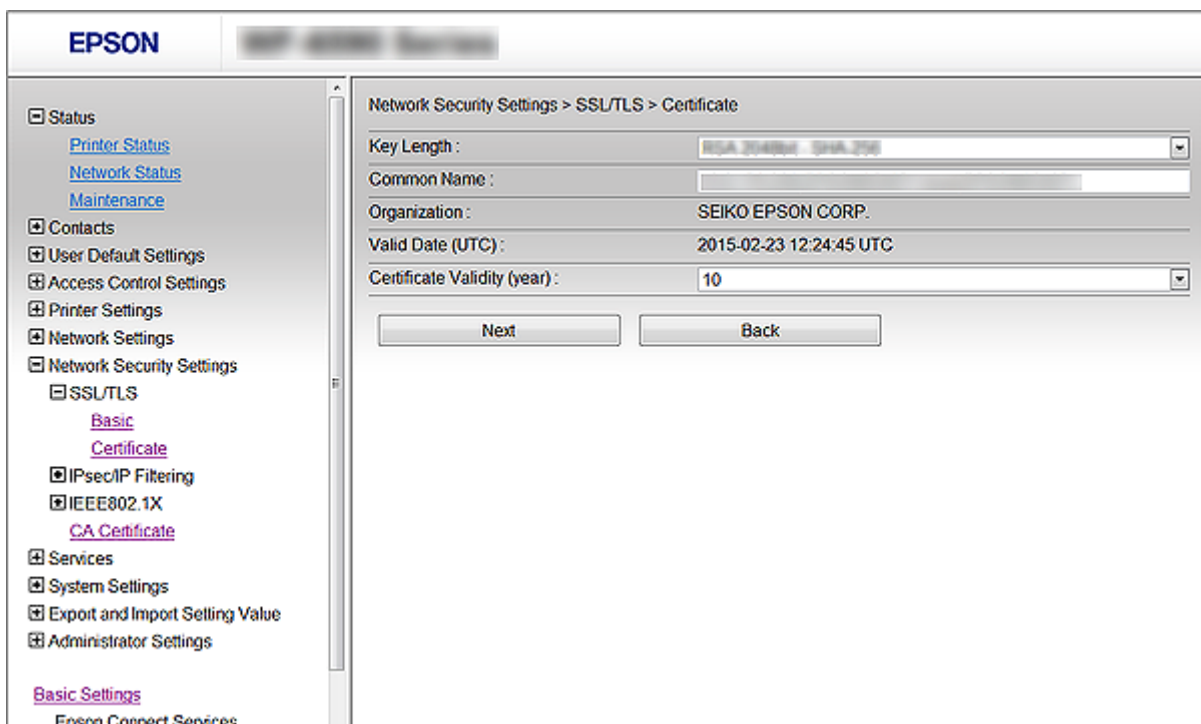 EPSON
Status
Printer Status
Network Status
Maintenance
Contacts
User Default Settings
Access Control Settings
Printer Settings
Network Settings
Network Security Settings
SSL/TLS
Basic
Certificate
IPsec/IP Filtering
IEEE802.1X
CA Certificate
Services
System Settings
Export and Import Setting Value
Administrator Settings
Basic Settings
Epson Connect Services
Network Security Settings > SSL/TLS > Certificate
Key Length :
Common Name :
Organization : SEIKO EPSON CORP.
Valid Date (UTC) : 2015-02-23 12:24:45 UTC
Certificate Validity (year) : 10
Next Back